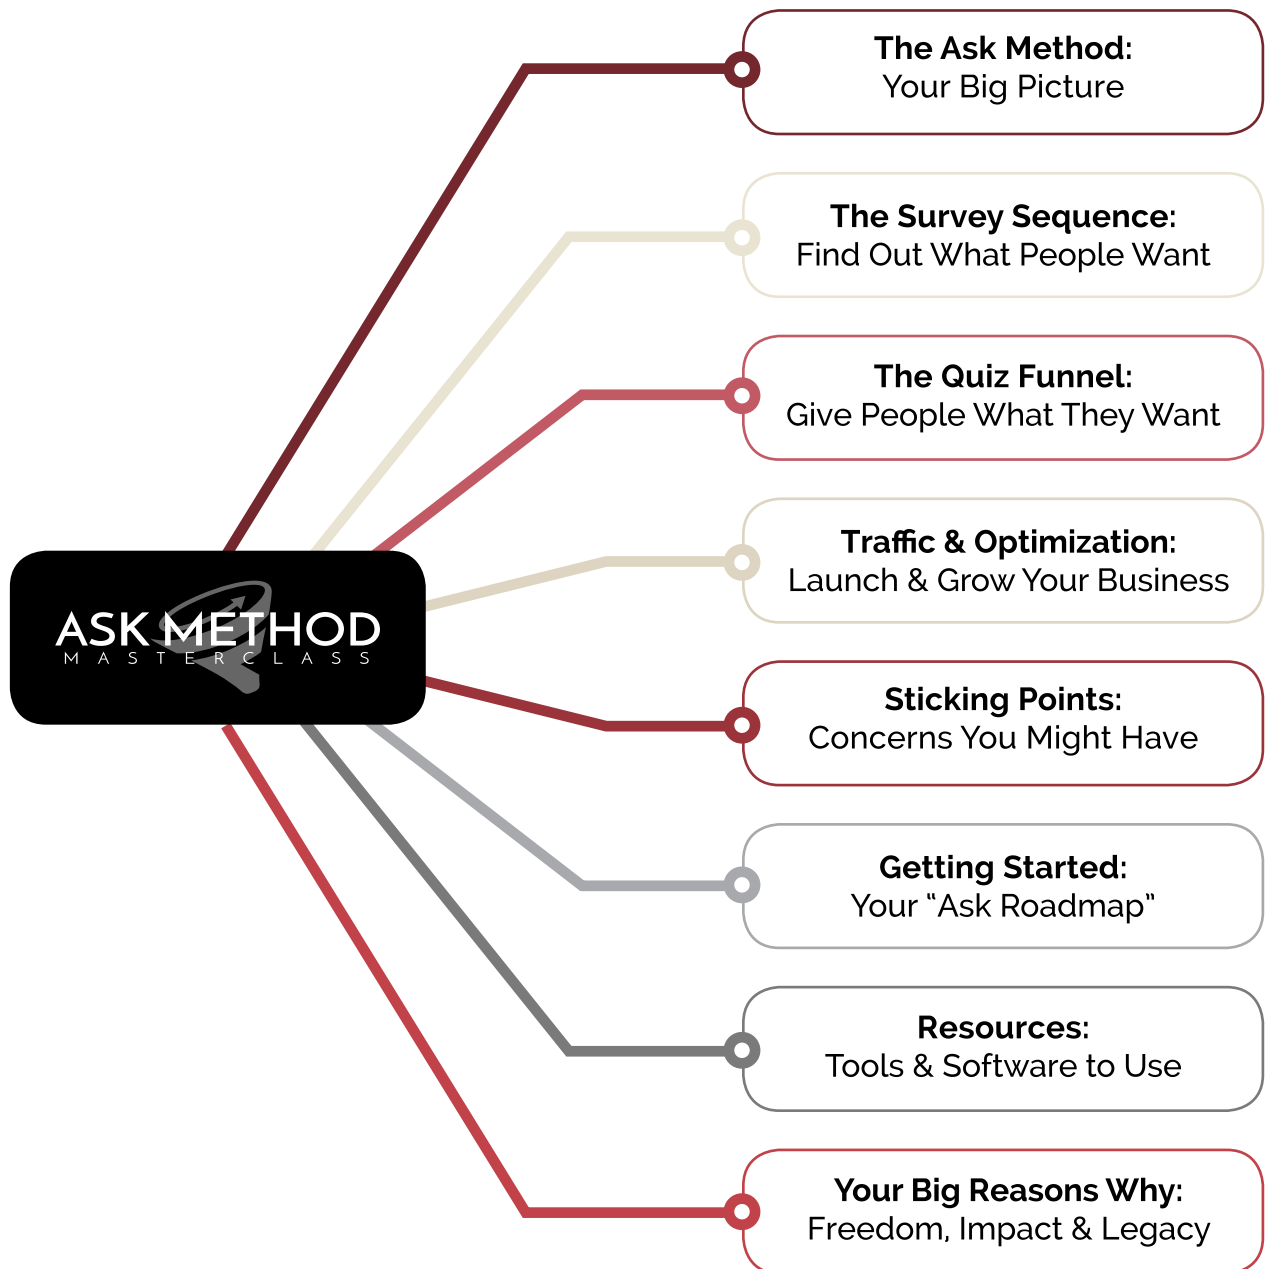 The Ask Method:
Your Big Picture
The Survey Sequence:
Find Out What People Want
The Quiz Funnel:
Give People What They Want
Traffic & Optimization:
Launch & Grow Your Business
ASK METHOD
MASTERCLASS
Sticking Points:
Concerns You Might Have
Getting Started:
Your “Ask Roadmap”
Resources:
Tools & Software to Use
Your Big Reasons Why:
Freedom, Impact & Legacy